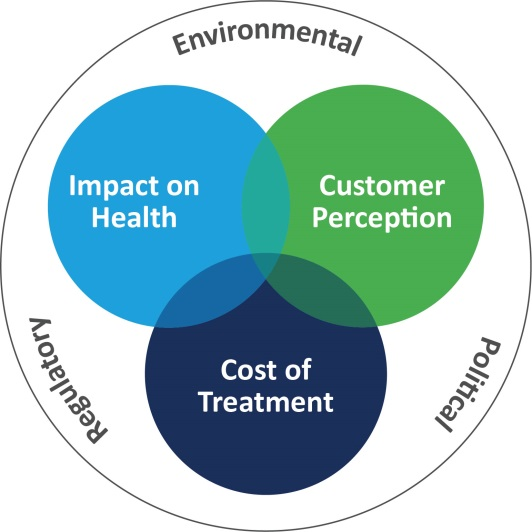 Environmental
Impact on
Health
Customer
Perception
Regulatory
Political
Cost of
Treatment